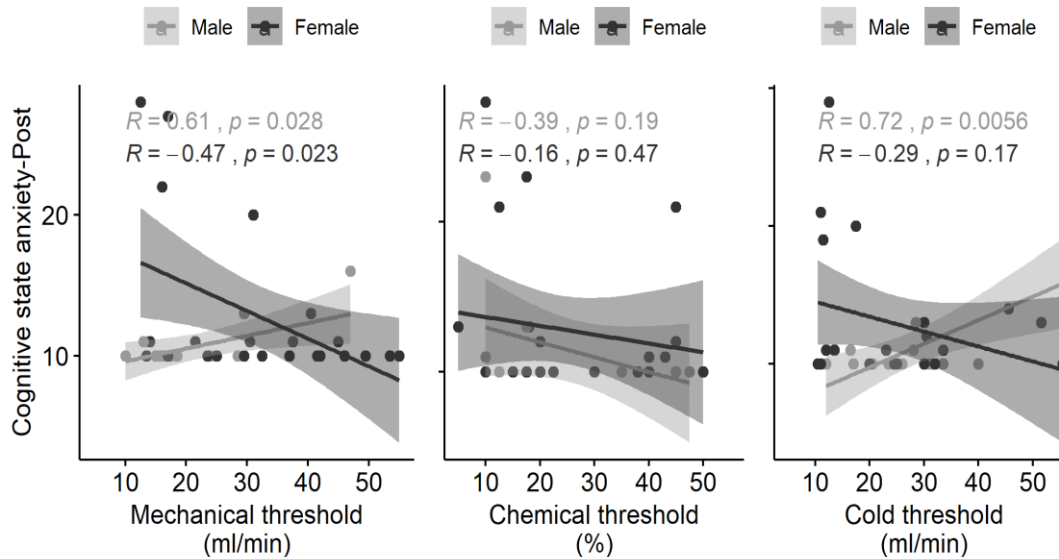 a Male a Female
a Male a Female
a Male a Female
Cognitive state anxiety-Post
20
10
R = 0.61 , p = 0.028
R = −0.47 , p = 0.023
10 20 30 40 50
Mechanical threshold
(ml/min)
R = −0.39 , p = 0.19
R = −0.16 , p = 0.47
10 20 30 40 50
Chemical threshold
(%)
R = 0.72 , p = 0.0056
R = −0.29 , p = 0.17
10 20 30 40 50
Cold threshold
(ml/min)